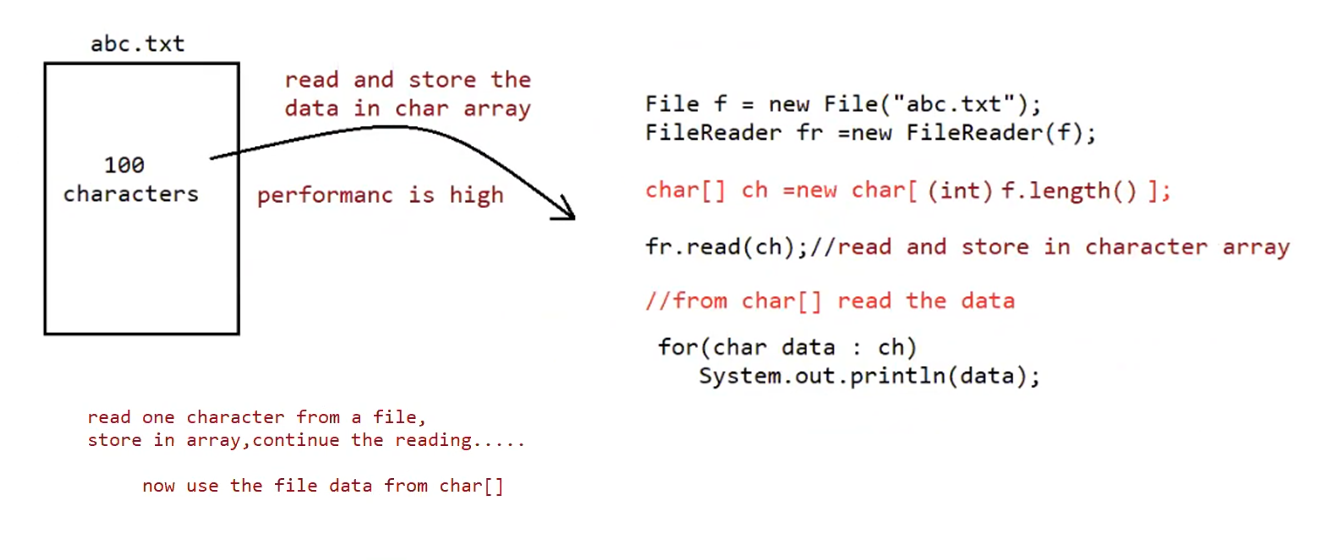 abc.txt
read and store the
data in char array
100
characters
performanc is high
File f = new File("abc.txt");
FileReader fr =new FileReader(f);
char[] ch =new char[ (int) f.length() ];
fr.read(ch);//read and store in character array
//from char[] read the data
for(char data : ch)
System.out.println(data);
read one character from a file,
store in array,continue the reading.....
now use the file data from char[]